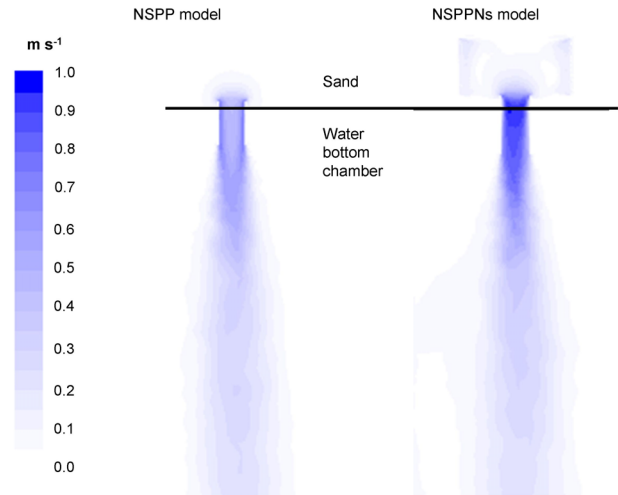 NSPP model
NSPPNs model
m s-1
Sand
Water
bottom
chamber
1.0
0.9
0.8
0.7
0.6
0.5
0.4
0.3
0.2
0.1
0.0